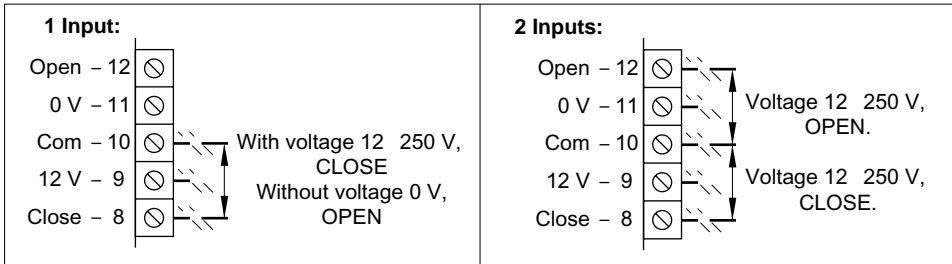 1 Input:
Open – 12
0 V – 11
Com – 10
12 V – 9
Close – 8
With voltage 12 250 V,
CLOSE
Without voltage 0 V,
OPEN
2 Inputs:
Open – 12
0 V – 11
Com – 10
12 V – 9
Close – 8
Voltage 12 250 V,
OPEN.
Voltage 12 250 V,
CLOSE.